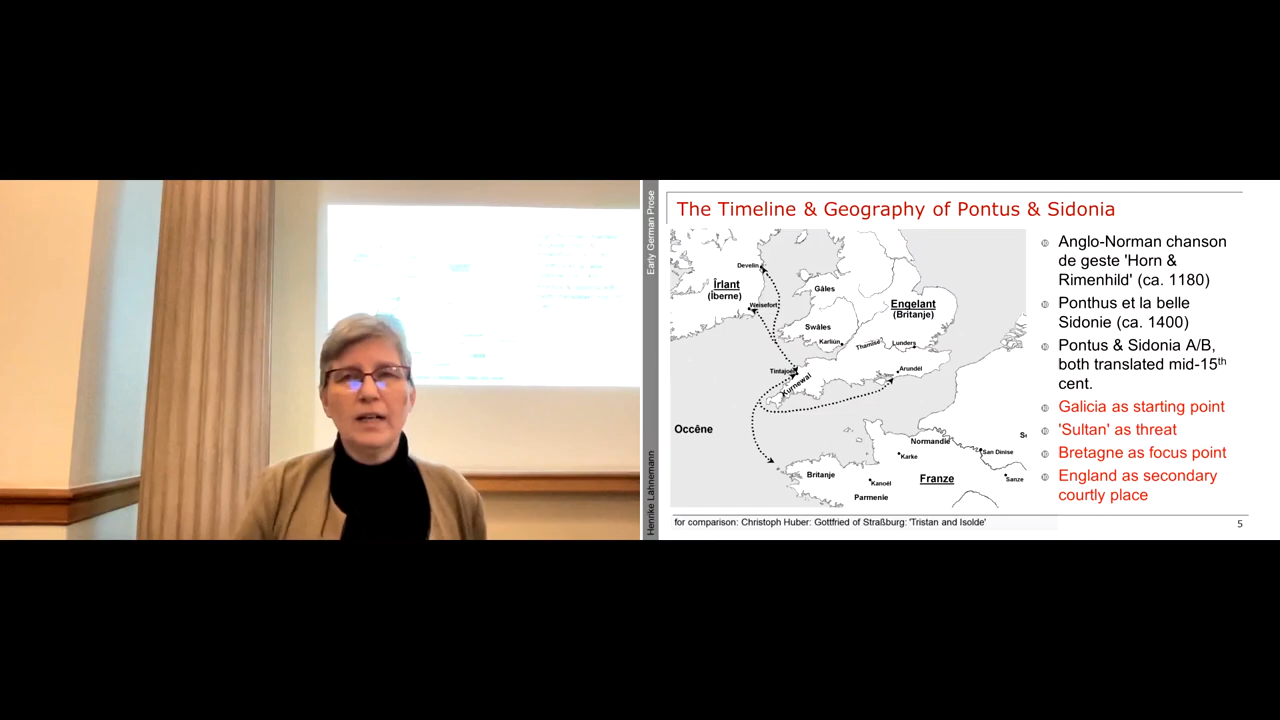 Early German Prose
Henrike Lähnemann
The Timeline & Geography of Pontus & Sidonia
Develin
Îrlant
(Îberne)
Weisefort
Gâles
Engelant
(Britanje)
Swâles
Karliûn
Thamîse
Lunders
Tintajoel
Kurnewal
Arundêl
Occêne
Normandie
Karke
San Dinise
Britanje
Kanoêl
Franze
Sanze
Parmenie
Anglo-Norman chanson
de geste 'Horn &
Rimenhild' (ca. 1180)
Ponthus et la belle
Sidonie (ca. 1400)
Pontus & Sidonia A/B,
both translated mid-15th
cent.
Galicia as starting point
'Sultan' as threat
Bretagne as focus point
England as secondary
courtly place
for comparison: Christoph Huber: Gottfried of Straßburg: 'Tristan and Isolde'
5